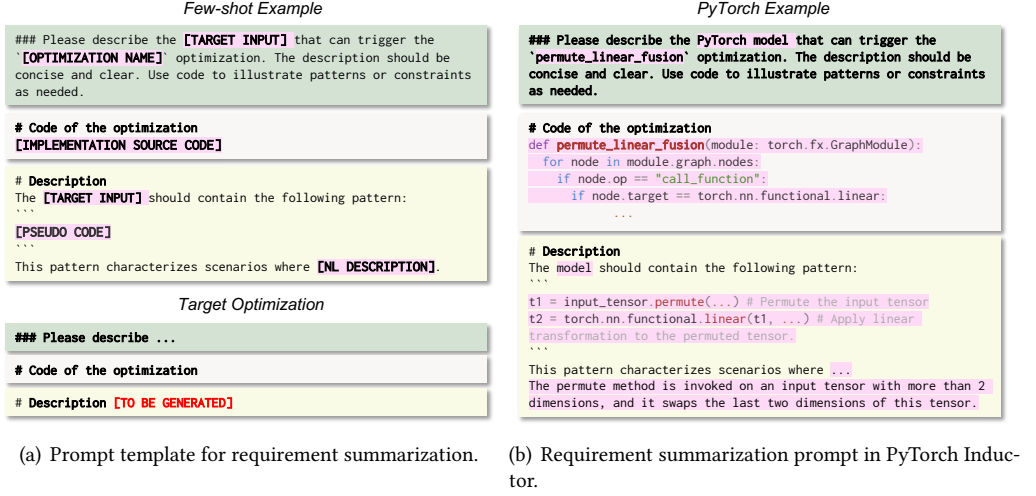 Few-shot Example
### Please describe the [TARGET INPUT] that can trigger the
`[OPTIMIZATION NAME]` optimization. The description should be
concise and clear. Use code to illustrate patterns or constraints
as needed.
# Code of the optimization
[IMPLEMENTATION SOURCE CODE]
# Description
The [TARGET INPUT] should contain the following pattern:
```
[PSEUDO CODE]
```
This pattern characterizes scenarios where [NL DESCRIPTION].
Target Optimization
### Please describe ...
# Code of the optimization
# Description [TO BE GENERATED]
(a) Prompt template for requirement summarization.
PyTorch Example
### Please describe the PyTorch model that can trigger the
`permute_linear_fusion` optimization. The description should be
concise and clear. Use code to illustrate patterns or constraints
as needed.
# Code of the optimization
def permute_linear_fusion(module: torch.fx.GraphModule):
for node in module.graph.nodes:
if node.op == "call_function":
if node.target == torch.nn.functional.linear:
...
# Description
The model should contain the following pattern:
```
t1 = input_tensor.permute(...) # Permute the input tensor
t2 = torch.nn.functional.linear(t1, ...) # Apply linear
transformation to the permuted tensor.
```
This pattern characterizes scenarios where ...
The permute method is invoked on an input tensor with more than 2
dimensions, and it swaps the last two dimensions of this tensor.
(b) Requirement summarization prompt in PyTorch Induc-
tor.